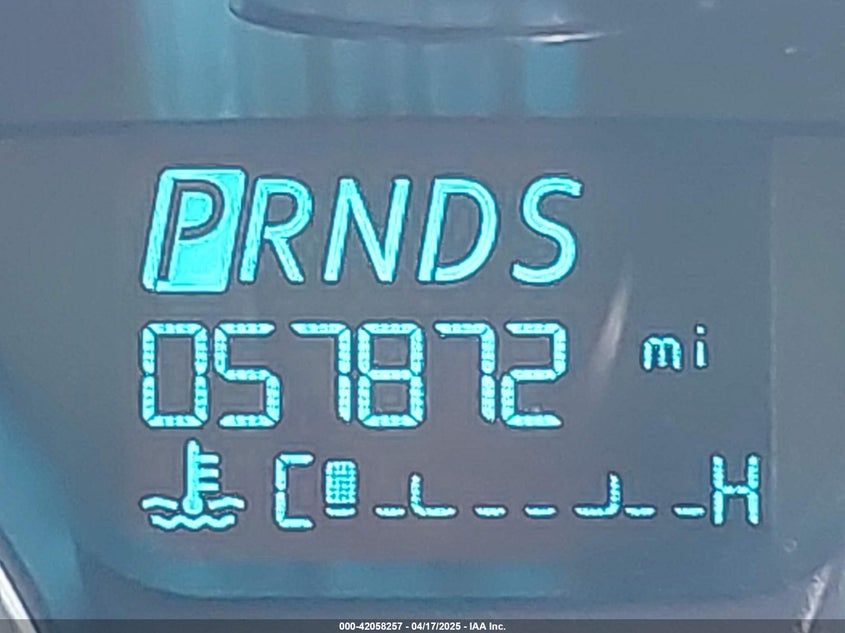 PRNDS
057872 mi
C H
000-42058257 - 04/17/2025 - IAA Inc.